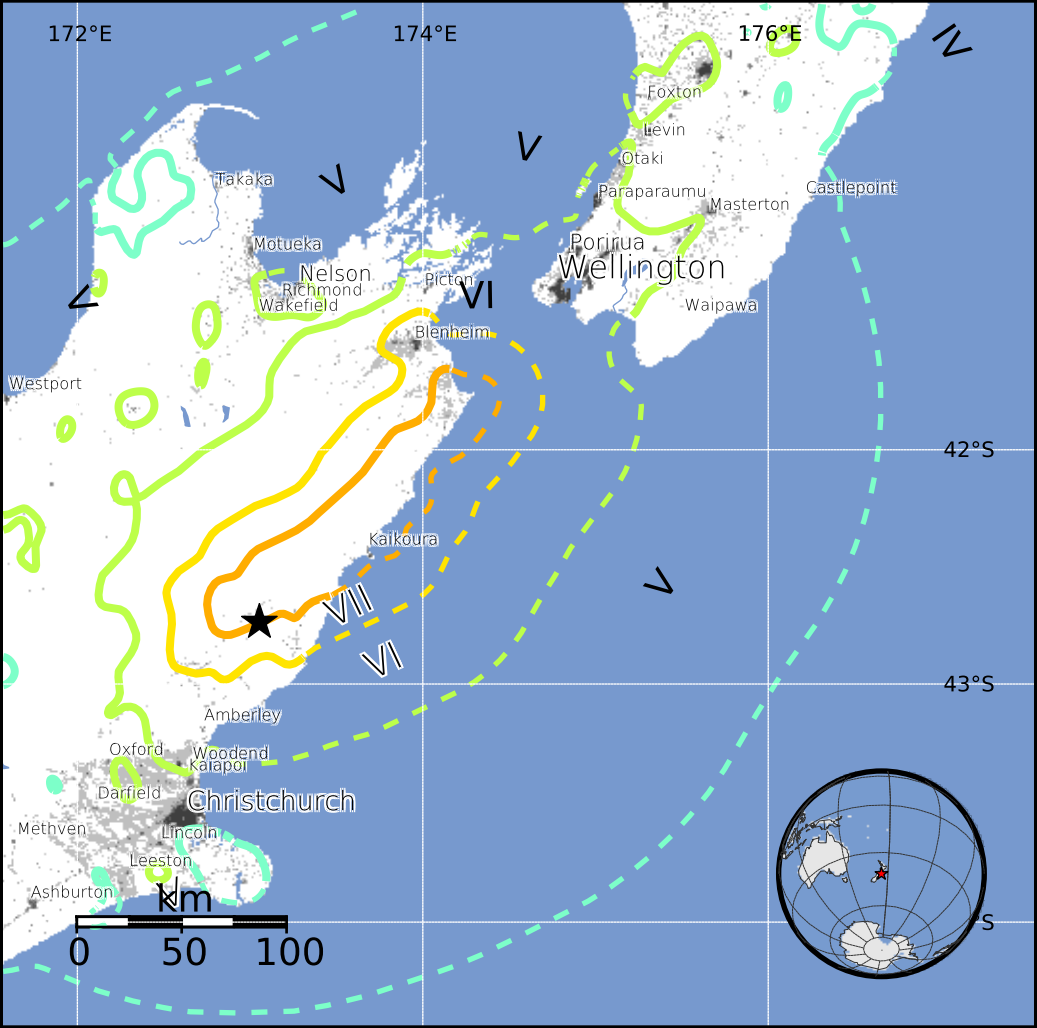 172°E
174°E
176°E
IV
Foxton
Levin
V
Otaki
V
Takaka
Paraparaumu
Castlepoint
Masterton
Motueka
Porirua
Wellington
Nelson
Picton
Richmond
VI
V
Wakefield
Waipawa
Blenheim
Westport
42°S
Kaikoura
V
VII
VI
43°S
Amberley
Oxford
Woodend
Kaiapoi
Darfield
Christchurch
Methven
Lincoln
Leeston
Ashburton
km
0 50 100